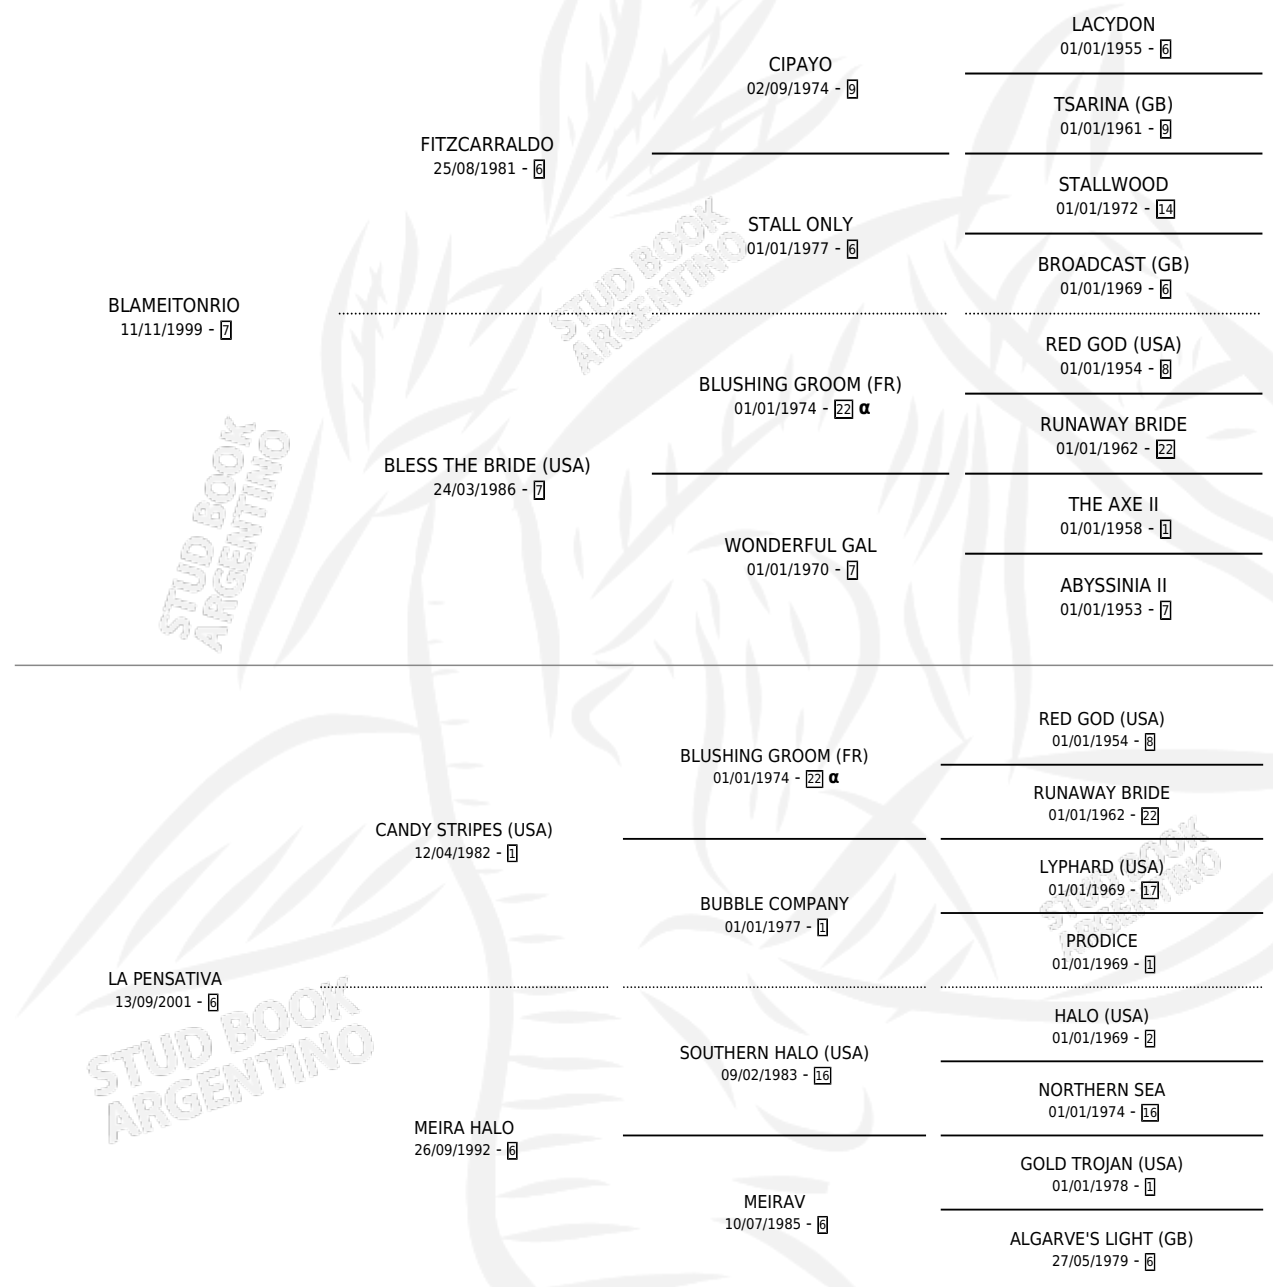 LACYDON
01/01/1955 - 6
CIPAYO
02/09/1974 - 9
TSARINA (GB)
01/01/1961 - 9
FITZCARRALDO
25/08/1981 - 6
STALLWOOD
01/01/1972 - 14
STALL ONLY
01/01/1977 - 6
BROADCAST (GB)
01/01/1969 - 6
BLAMEITONRIO
11/11/1999 - 7
RED GOD (USA)
01/01/1954 - 8
BLUSHING GROOM (FR)
01/01/1974 - 22 α
RUNAWAY BRIDE
01/01/1962 - 22
BLESS THE BRIDE (USA)
24/03/1986 - 7
THE AXE II
01/01/1958 - 1
WONDERFUL GAL
01/01/1970 - 7
ABYSSINIA II
01/01/1953 - 7
RED GOD (USA)
01/01/1954 - 8
BLUSHING GROOM (FR)
01/01/1974 - 22 α
RUNAWAY BRIDE
01/01/1962 - 22
CANDY STRIPES (USA)
12/04/1982 - 1
LYPHARD (USA)
01/01/1969 - 17
BUBBLE COMPANY
01/01/1977 - 1
PRODICE
01/01/1969 - 1
LA PENSATIVA
13/09/2001 - 6
HALO (USA)
01/01/1969 - 2
SOUTHERN HALO (USA)
09/02/1983 - 16
NORTHERN SEA
01/01/1974 - 16
MEIRA HALO
26/09/1992 - 6
GOLD TROJAN (USA)
01/01/1978 - 1
MEIRAV
10/07/1985 - 6
ALGARVE'S LIGHT (GB)
27/05/1979 - 6
STUD BOOK
ARGENTINO
STUD BOOK
ARGENTINO
STUD BOOK
ARGENTINO
STUD BOOK
ARGENTINO